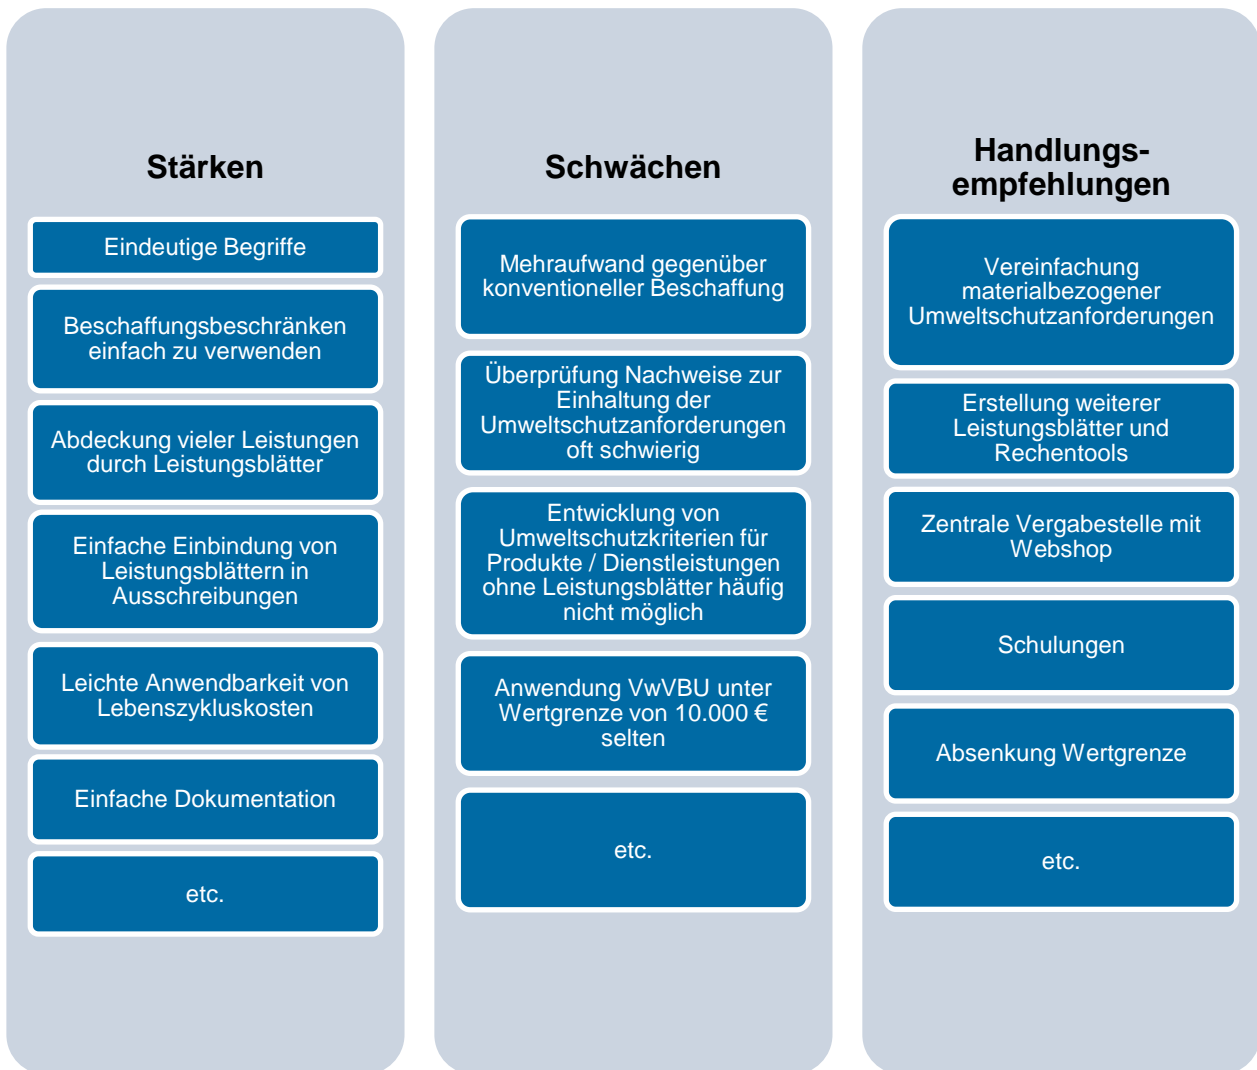 Stärken
Eindeutige Begriffe
Beschaffungsbeschränken
einfach zu verwenden
Abdeckung vieler Leistungen
durch Leistungsblätter
Einfache Einbindung von
Leistungsblättern in
Ausschreibungen
Leichte Anwendbarkeit von
Lebenszykluskosten
Einfache Dokumentation
etc.
Schwächen
Mehraufwand gegenüber
konventioneller Beschaffung
Überprüfung Nachweise zur
Einhaltung der
Umweltschutzanforderungen
oft schwierig
Entwicklung von
Umweltschutzkriterien für
Produkte / Dienstleistungen
ohne Leistungsblätter häufig
nicht möglich
Anwendung VwVBU unter
Wertgrenze von 10.000 €
selten
etc.
Handlungs-
empfehlungen
Vereinfachung
materialbezogener
Umweltschutzanforderungen
Erstellung weiterer
Leistungsblätter und
Rechentools
Zentrale Vergabestelle mit
Webshop
Schulungen
Absenkung Wertgrenze
etc.